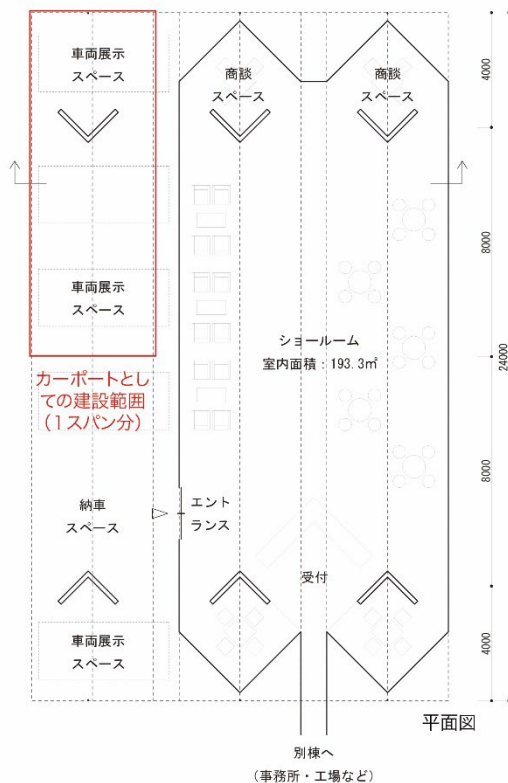 車両展示
スペース
商談
スペース
商談
スペース
4000
8000
車両展示
スペース
ショールーム
室内面積：193.3㎡
24000
カーポートとし
ての建設範囲
（1スパン分）
8000
納車
スペース
エント
ランス
受付
車両展示
スペース
4000
平面図
別棟へ
（事務所・工場など）